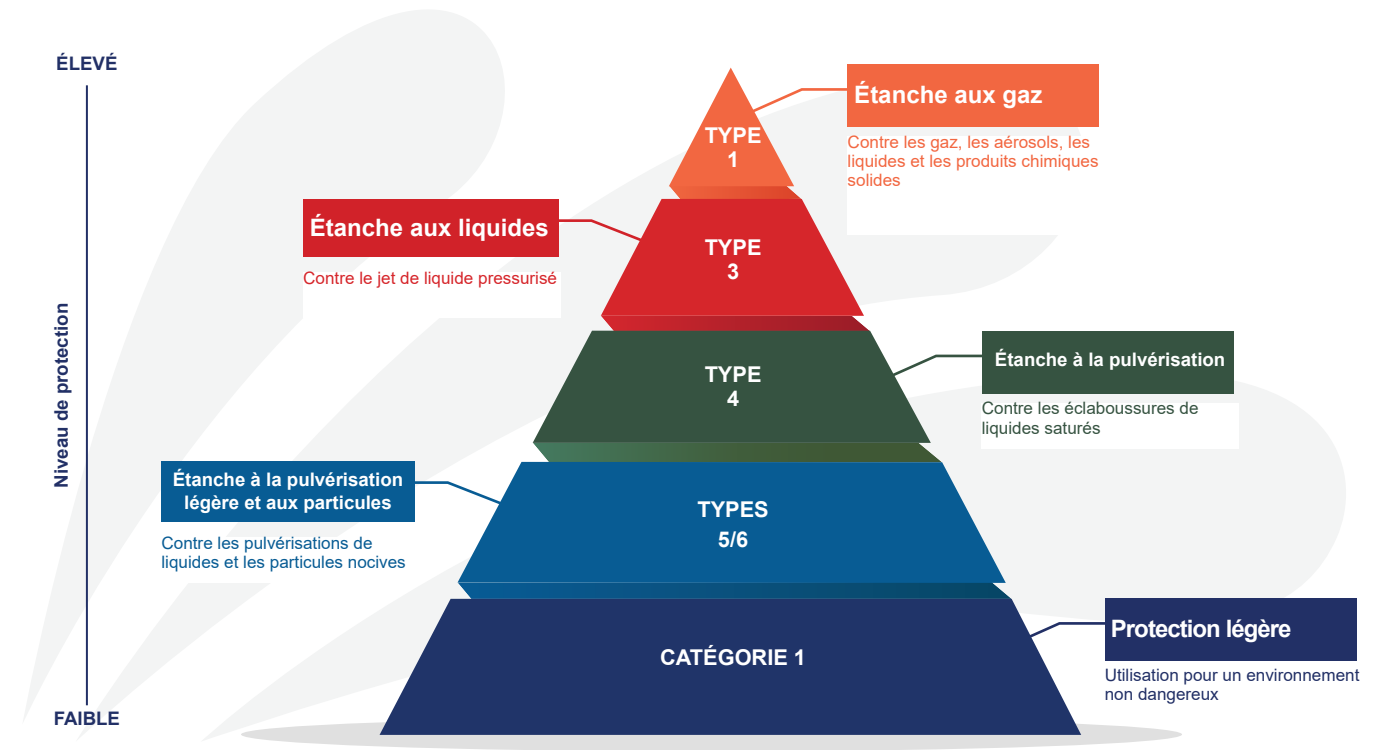 ÉLEVÉ
Niveau de protection
FAIBLE
TYPE
1
Étanche aux gaz
Contre les gaz, les aérosols, les
liquides et les produits chimiques
solides
Étanche aux liquides
Contre le jet de liquide pressurisé
TYPE
3
TYPE
4
Étanche à la pulvérisation
Contre les éclaboussures de
liquides saturés
Étanche à la pulvérisation
légère et aux particules
Contre les pulvérisations de
liquides et les particules nocives
TYPES
5/6
CATÉGORIE 1
Protection légère
Utilisation pour un environnement
non dangereux